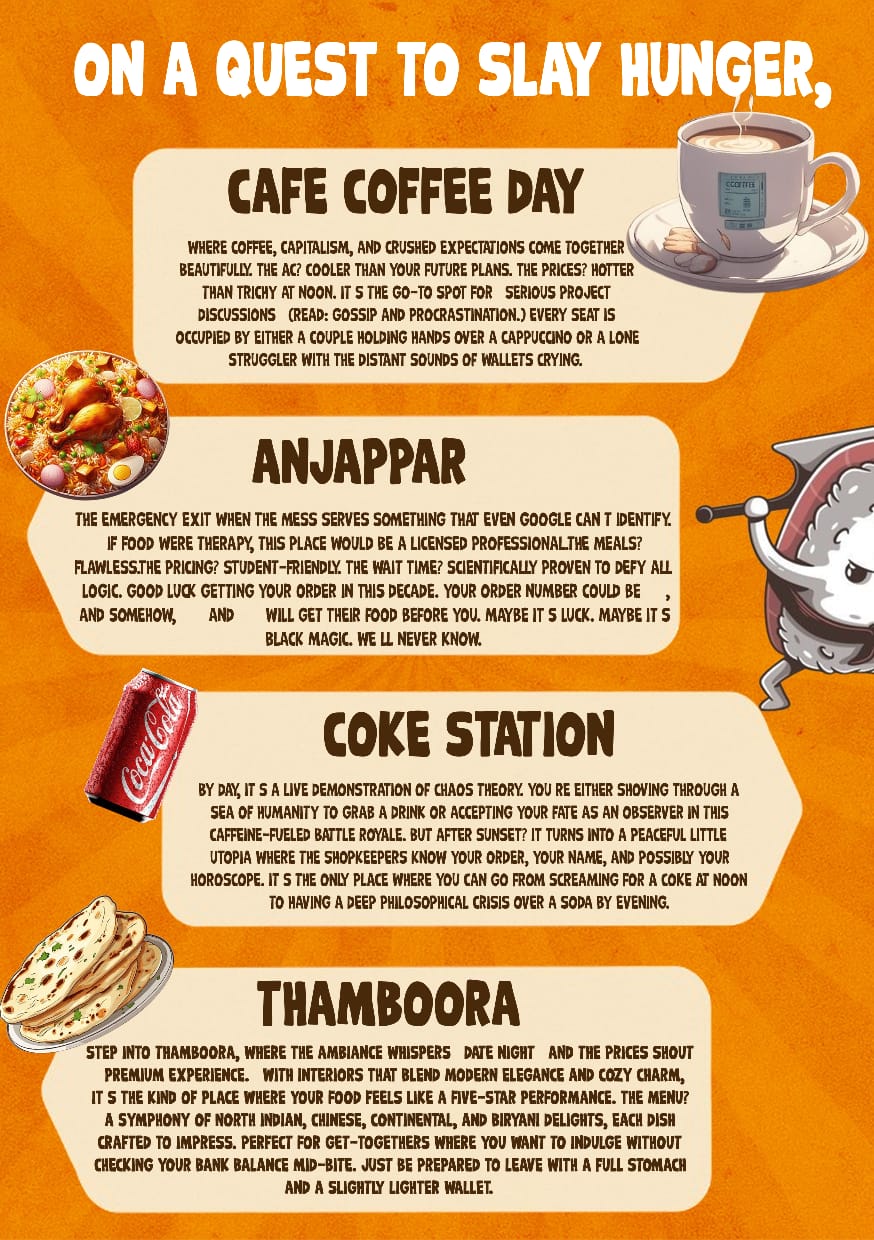 ON A QUEST TO SLAY HUNGER,
CAFE COFFEE DAY
WHERE COFFEE, CAPITALISM, AND CRUSHED EXPECTATIONS COME TOGETHER
BEAUTIFULLY. THE AC? COOLER THAN YOUR FUTURE PLANS. THE PRICES? HOTTER
THAN TRICHY AT NOON. IT S THE GO-TO SPOT FOR SERIOUS PROJECT
DISCUSSIONS (READ: GOSSIP AND PROCRASTINATION.) EVERY SEAT IS
OCCUPIED BY EITHER A COUPLE HOLDING HANDS OVER A CAPPUCCINO OR A LONE
STRUGGLER WITH THE DISTANT SOUNDS OF WALLETS CRYING.
ANJAPPAR
THE EMERGENCY EXIT WHEN THE MESS SERVES SOMETHING THAT EVEN GOOGLE CAN T IDENTIFY.
IF FOOD WERE THERAPY, THIS PLACE WOULD BE A LICENSED PROFESSIONAL.THE MEALS?
FLAWLESS.THE PRICING? STUDENT-FRIENDLY. THE WAIT TIME? SCIENTIFICALLY PROVEN TO DEFY ALL
LOGIC. GOOD LUCK GETTING YOUR ORDER IN THIS DECADE. YOUR ORDER NUMBER COULD BE ,
AND SOMEHOW, AND WILL GET THEIR FOOD BEFORE YOU. MAYBE IT S LUCK. MAYBE IT S
BLACK MAGIC. WE LL NEVER KNOW.
Coca-Cola
COKE STATION
BY DAY, IT S A LIVE DEMONSTRATION OF CHAOS THEORY. YOU RE EITHER SHOVING THROUGH A
SEA OF HUMANITY TO GRAB A DRINK OR ACCEPTING YOUR FATE AS AN OBSERVER IN THIS
CAFFEINE-FUELED BATTLE ROYALE. BUT AFTER SUNSET? IT TURNS INTO A PEACEFUL LITTLE
UTOPIA WHERE THE SHOPKEEPERS KNOW YOUR ORDER, YOUR NAME, AND POSSIBLY YOUR
HOROSCOPE. IT S THE ONLY PLACE WHERE YOU CAN GO FROM SCREAMING FOR A COKE AT NOON
TO HAVING A DEEP PHILOSOPHICAL CRISIS OVER A SODA BY EVENING.
THAMBOORA
STEP INTO THAMBOORA, WHERE THE AMBIANCE WHISPERS DATE NIGHT AND THE PRICES SHOUT
PREMIUM EXPERIENCE. WITH INTERIORS THAT BLEND MODERN ELEGANCE AND COZY CHARM,
IT S THE KIND OF PLACE WHERE YOUR FOOD FEELS LIKE A FIVE-STAR PERFORMANCE. THE MENU?
A SYMPHONY OF NORTH INDIAN, CHINESE, CONTINENTAL, AND BIRYANI DELIGHTS, EACH DISH
CRAFTED TO IMPRESS. PERFECT FOR GET-TOGETHERS WHERE YOU WANT TO INDULGE WITHOUT
CHECKING YOUR BANK BALANCE MID-BITE. JUST BE PREPARED TO LEAVE WITH A FULL STOMACH
AND A SLIGHTLY LIGHTER WALLET.